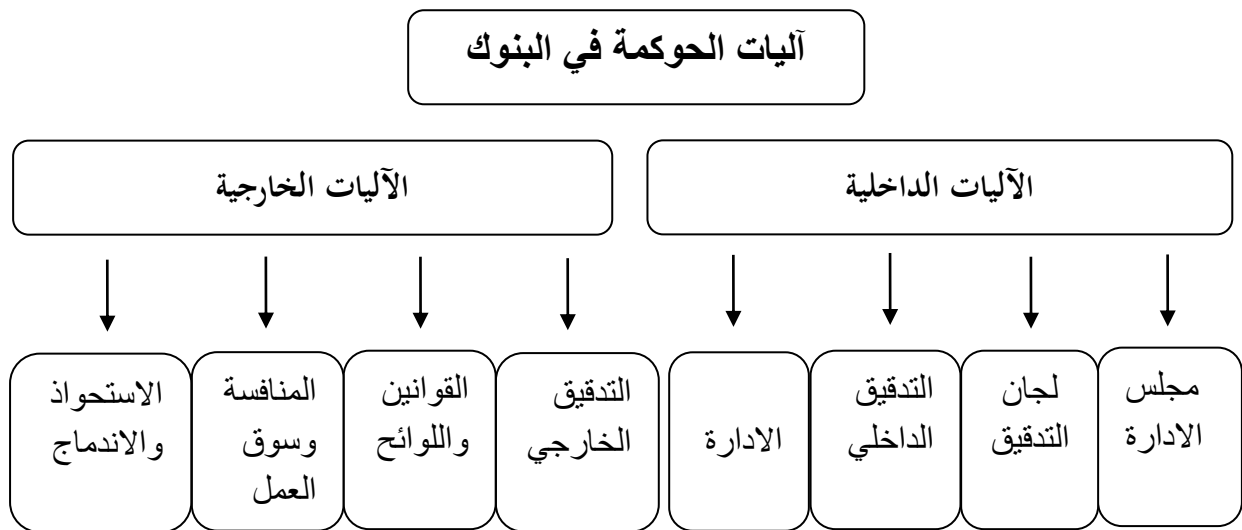 آليات الحوكمة في البنوك
الآليات الداخلية
الآليات الخارجية
مجلس
الادارة
لجان
التدقيق
التدقيق
الداخلي
الادارة
التدقيق
الخارجي
القوانين
واللوائح
المنافسة
وسوق
العمل
الاستحواذ
والاندماج